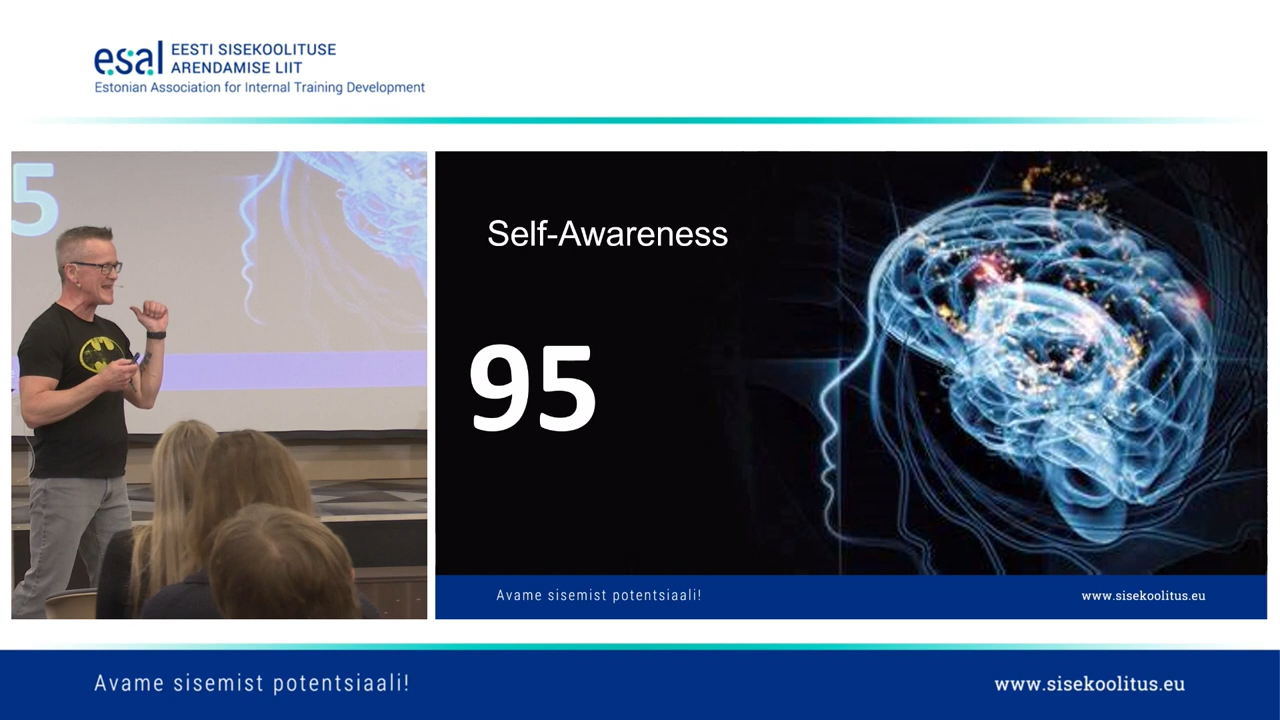 esal EESTI SISEKOOLITUSE
ARENDAMISE LIIT
Estonian Association for Internal Training Development
5
Self-Awareness
95
Avame sisemist potentsiaali!
www.sisekoolitus.eu
Avame sisemist potentsiaali!
www.sisekoolitus.eu